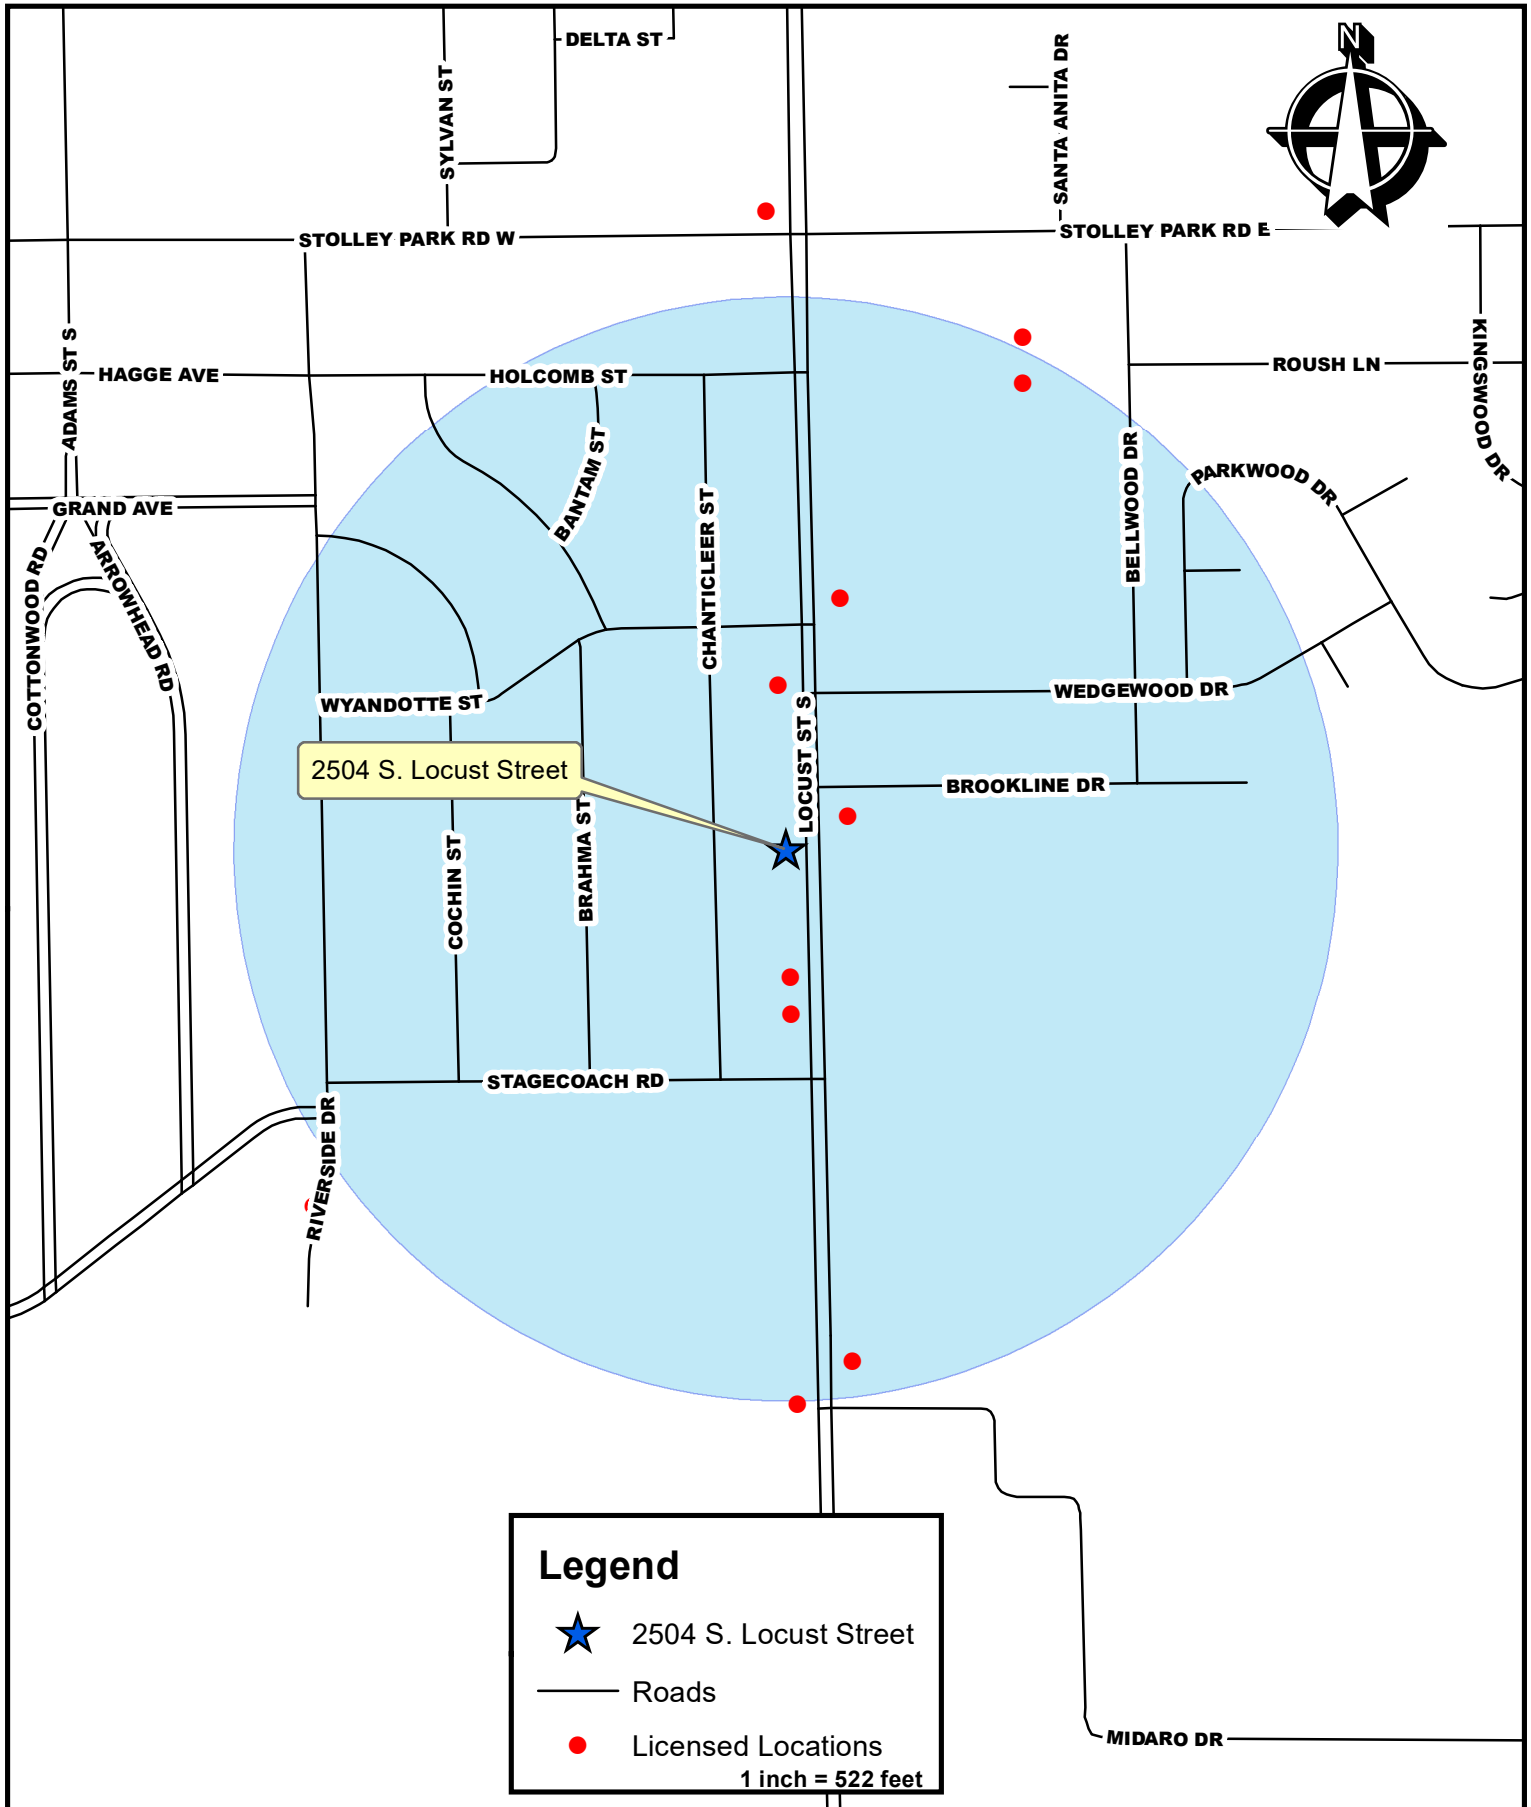 DELTA ST
N
SYLVAN ST
SANTA ANITA DR
STOLLEY PARK RD W
STOLLEY PARK RD E
ADAMS ST S
HAGGE AVE
HOLCOMB ST
ROUSH LN
KINGSWOOD DR
BANTAM ST
BELLWOOD DR
PARKWOOD DR
GRAND AVE
CHANTICLEER ST
COTTONWOOD RD
ARROWHEAD RD
WYANDOTTE ST
WEDGEWOOD DR
LOCUST ST S
2504 S. Locust Street
BROOKLINE DR
COCHIN ST
BRAHMA ST
STAGECOACH RD
RIVERSIDE DR
Legend
2504 S. Locust Street
Roads
Licensed Locations
1 inch = 522 feet
MIDARO DR